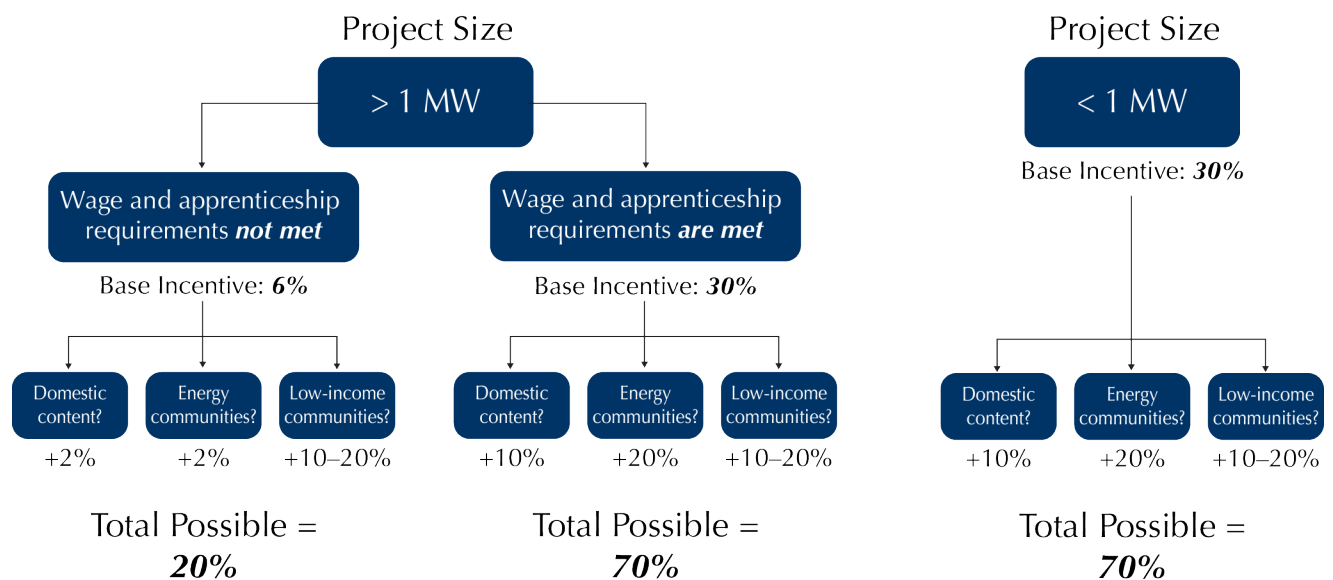 Project Size
> 1 MW
Wage and apprenticeship
requirements not met
Base Incentive: 6%
Domestic
content?
+2%
Energy
communities?
+2%
Low-income
communities?
+10–20%
Total Possible =
20%
Wage and apprenticeship
requirements are met
Base Incentive: 30%
Domestic
content?
+10%
Energy
communities?
+20%
Low-income
communities?
+10–20%
Total Possible =
70%
Project Size
< 1 MW
Base Incentive: 30%
Domestic
content?
+10%
Energy
communities?
+20%
Low-income
communities?
+10–20%
Total Possible =
70%